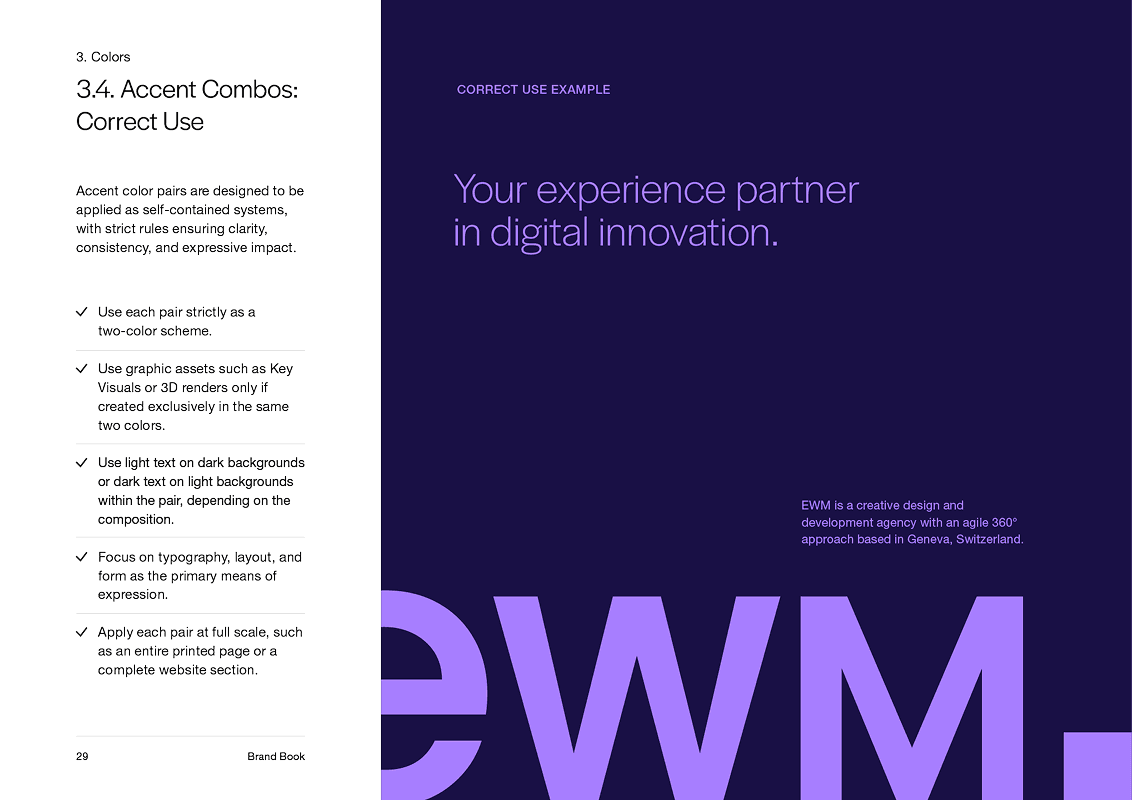 3. Colors
3.4. Accent Combos:
Correct Use
Accent color pairs are designed to be
applied as self-contained systems,
with strict rules ensuring clarity,
consistency, and expressive impact.
Use each pair strictly as a
two-color scheme.
Use graphic assets such as Key
Visuals or 3D renders only if
created exclusively in the same
two colors.
Use light text on dark backgrounds
or dark text on light backgrounds
within the pair, depending on the
composition.
Focus on typography, layout, and
form as the primary means of
expression.
Apply each pair at full scale, such
as an entire printed page or a
complete website section.
29
Brand Book
CORRECT USE EXAMPLE
Your experience partner
in digital innovation.
EWM is a creative design and
development agency with an agile 360°
approach based in Geneva, Switzerland.
ewm.